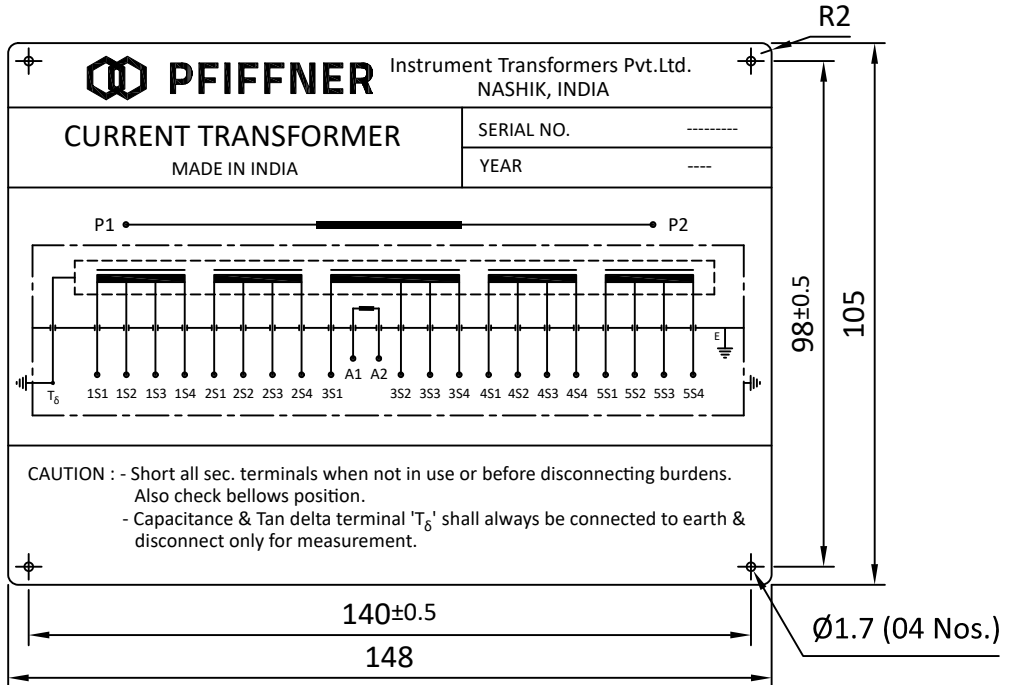 R2
PFIFFNER Instrument Transformers Pvt.Ltd.
NASHIK, INDIA
CURRENT TRANSFORMER
MADE IN INDIA
SERIAL NO. ---------
YEAR ----
P1 P2
E
A1 A2
Tδ 1S1 1S2 1S3 1S4 2S1 2S2 2S3 2S4 3S1 3S2 3S3 3S4 4S1 4S2 4S3 4S4 5S1 5S2 5S3 5S4
CAUTION : - Short all sec. terminals when not in use or before disconnecting burdens.
Also check bellows position.
- Capacitance & Tan delta terminal 'Tδ' shall always be connected to earth &
disconnect only for measurement.
98±0.5
105
140±0.5
148
Ø1.7 (04 Nos.)